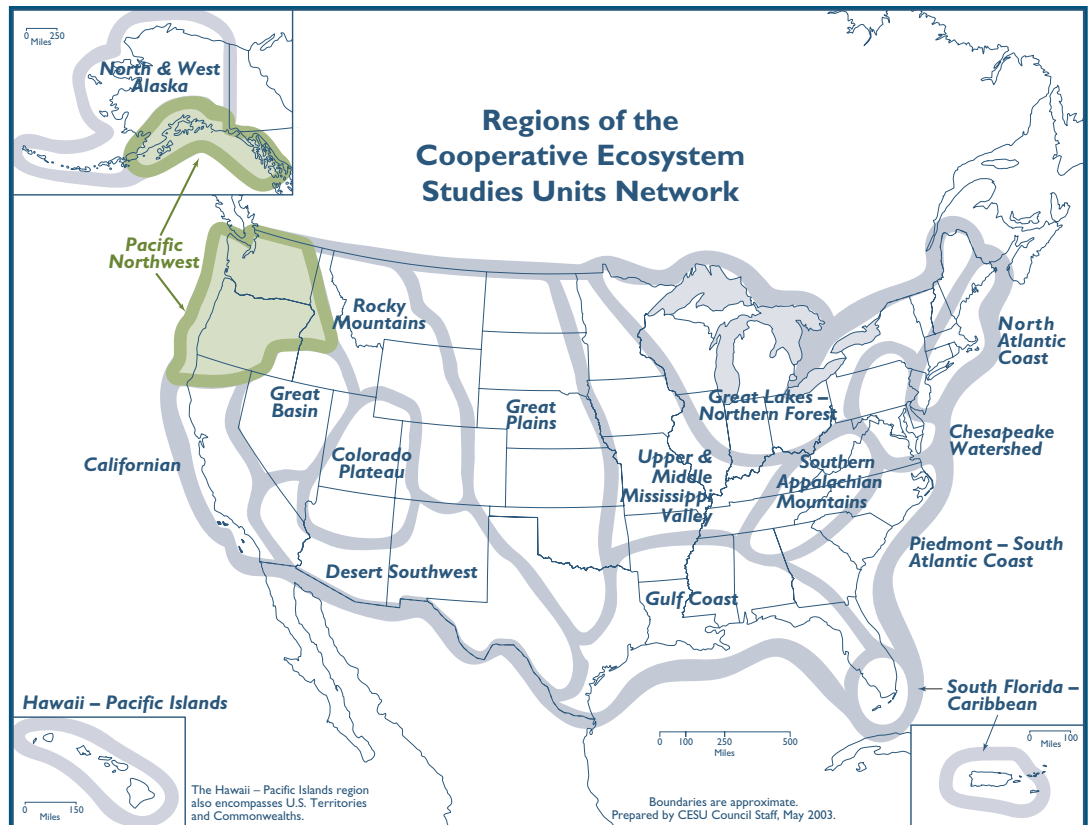 0 250
Miles
North & West
Alaska
Regions of the
Cooperative Ecosystem
Studies Units Network
Pacific
Northwest
Rocky
Mountains
North
Atlantic
Coast
Great
Basin
Great
Plains
Great Lakes –
Northern Forest
Chesapeake
Watershed
Californian
Colorado
Plateau
Upper &
Middle
Mississippi
Valley
Southern
Appalachian
Mountains
Piedmont – South
Atlantic Coast
Desert Southwest
Gulf Coast
Hawaii – Pacific Islands
South Florida –
Caribbean
0 100 250 500
Miles
0 100
Miles
0 150
Miles
The Hawaii – Pacific Islands region
also encompasses U.S. Territories
and Commonwealths.
Boundaries are approximate.
Prepared by CESU Council Staff, May 2003.